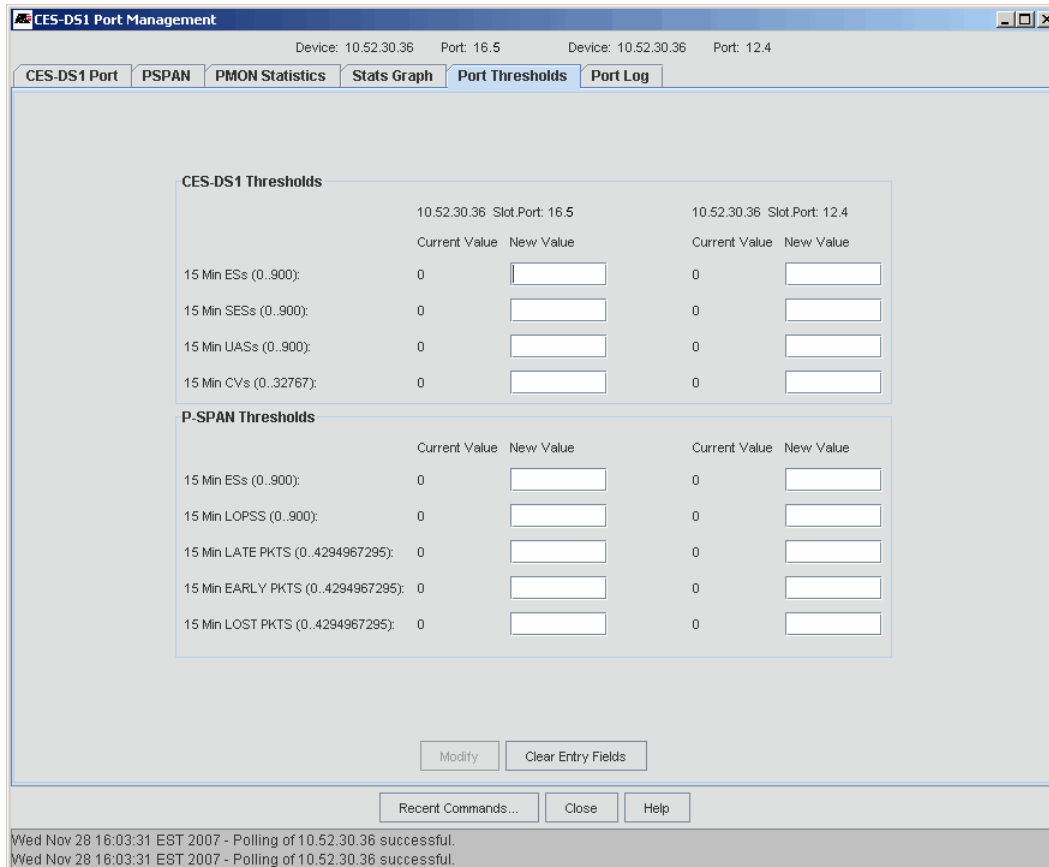 CES-DS1 Port Management
Device: 10.52.30.36 Port: 16.5 Device: 10.52.30.36 Port: 12.4
CES-DS1 Port PSPAN PMON Statistics Stats Graph Port Thresholds Port Log
CES-DS1 Thresholds
10.52.30.36 Slot.Port: 16.5 10.52.30.36 Slot.Port: 12.4
Current Value New Value Current Value New Value
15 Min ESs (0..900): 0 0
15 Min SESs (0..900): 0 0
15 Min UASs (0..900): 0 0
15 Min CVs (0..32767): 0 0
P-SPAN Thresholds
Current Value New Value Current Value New Value
15 Min ESs (0..900): 0 0
15 Min LOPSS (0..900): 0 0
15 Min LATE PKTS (0..4294967295): 0 0
15 Min EARLY PKTS (0..4294967295): 0 0
15 Min LOST PKTS (0..4294967295): 0 0
Modify Clear Entry Fields
Recent Commands... Close Help
Wed Nov 28 16:03:31 EST 2007 - Polling of 10.52.30.36 successful.
Wed Nov 28 16:03:31 EST 2007 - Polling of 10.52.30.36 successful.